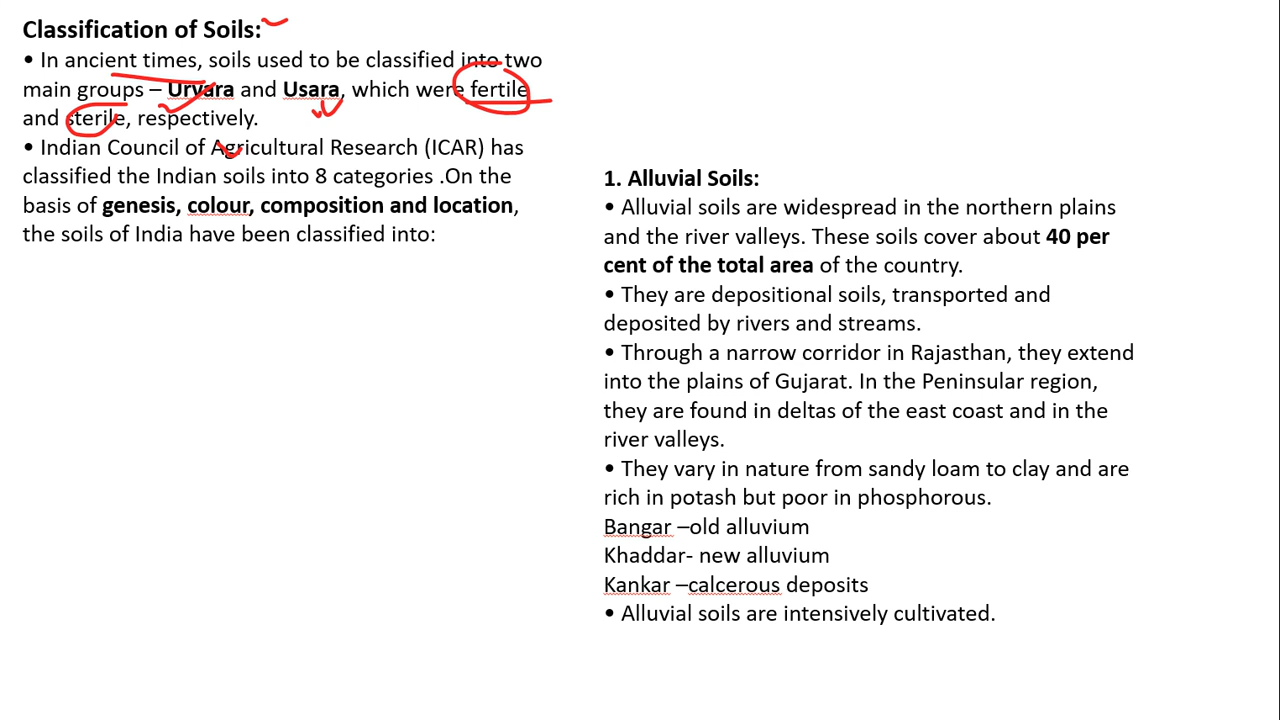 Classification of Soils:
• In ancient times, soils used to be classified into two
main groups – Urvara and Usara, which were fertile
and sterile, respectively.
• Indian Council of Agricultural Research (ICAR) has
classified the Indian soils into 8 categories .On the
basis of genesis, colour, composition and location,
the soils of India have been classified into:
1. Alluvial Soils:
• Alluvial soils are widespread in the northern plains
and the river valleys. These soils cover about 40 per
cent of the total area of the country.
• They are depositional soils, transported and
deposited by rivers and streams.
• Through a narrow corridor in Rajasthan, they extend
into the plains of Gujarat. In the Peninsular region,
they are found in deltas of the east coast and in the
river valleys.
• They vary in nature from sandy loam to clay and are
rich in potash but poor in phosphorous.
Bangar –old alluvium
Khaddar- new alluvium
Kankar –calcerous deposits
• Alluvial soils are intensively cultivated.